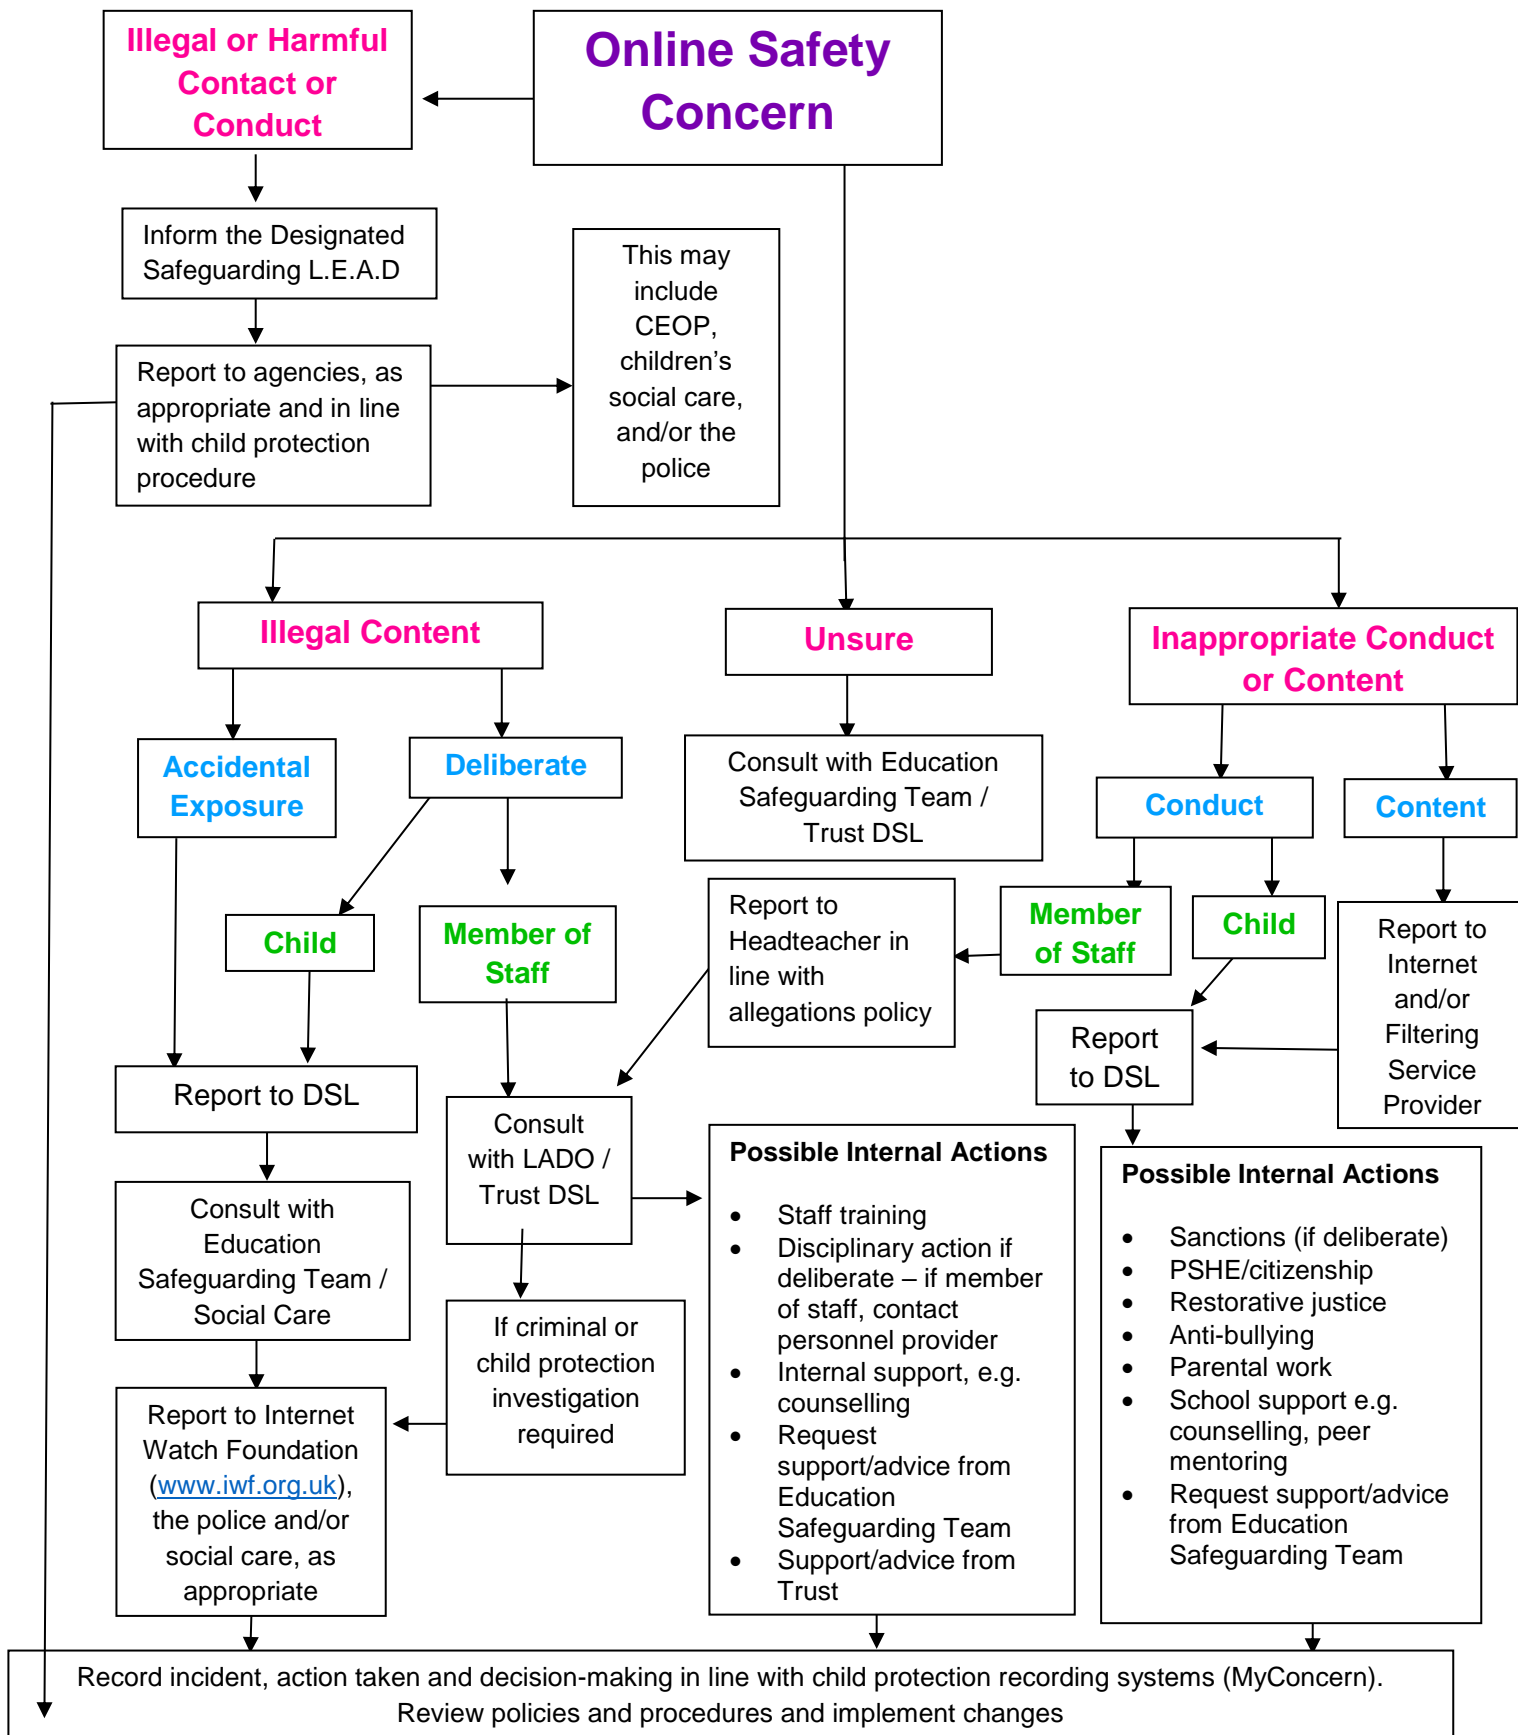 Illegal or Harmful
Contact or
Conduct
Online Safety
Concern
Inform the Designated
Safeguarding L.E.A.D
This may
include
CEOP,
children’s
social care,
and/or the
police
Report to agencies, as
appropriate and in line
with child protection
procedure
Illegal Content
Unsure
Inappropriate Conduct
or Content
Accidental
Exposure
Deliberate
Consult with Education
Safeguarding Team /
Trust DSL
Conduct
Content
Child
Member of
Staff
Report to
Headteacher in
line with
allegations policy
Member
of Staff
Child
Report to
Internet
and/or
Filtering
Service
Provider
Report to DSL
Consult
with LADO /
Trust DSL
Report
to DSL
Consult with
Education
Safeguarding Team /
Social Care
If criminal or
child protection
investigation
required
Report to Internet
Watch Foundation
(www.iwf.org.uk),
the police and/or
social care, as
appropriate
Possible Internal Actions
• Staff training
• Disciplinary action if
deliberate – if member
of staff, contact
personnel provider
• Internal support, e.g.
counselling
• Request
support/advice from
Education
Safeguarding Team
• Support/advice from
Trust
Possible Internal Actions
• Sanctions (if deliberate)
• PSHE/citizenship
• Restorative justice
• Anti-bullying
• Parental work
• School support e.g.
counselling, peer
mentoring
• Request support/advice
from Education
Safeguarding Team
Record incident, action taken and decision-making in line with child protection recording systems (MyConcern).
Review policies and procedures and implement changes